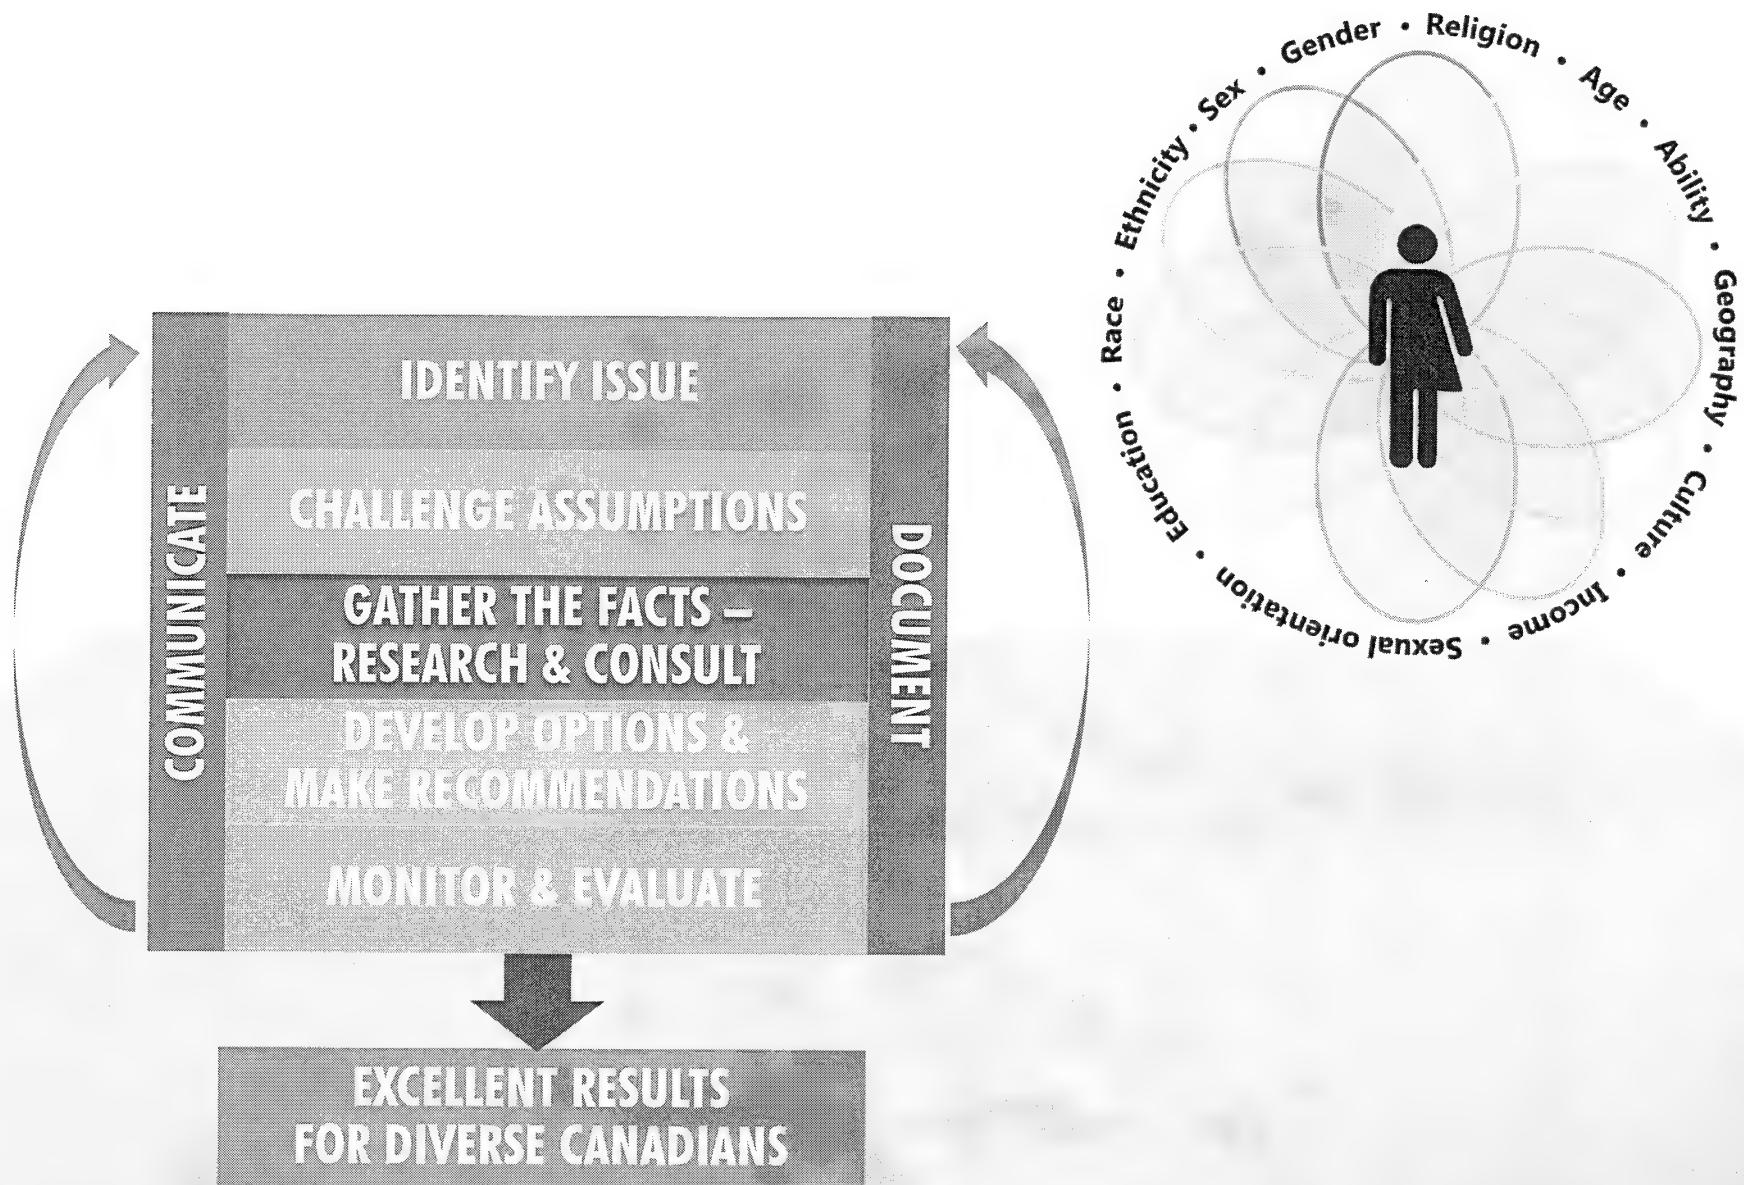 IDENTIFY ISSUE
CHALLENGE ASSUMPTIONS
GATHER THE FACTS –
RESEARCH & CONSULT
DEVELOP OPTIONS &
MAKE RECOMMENDATIONS
MONITOR & EVALUATE
COMMUNICATE
DOCUMENT
EXCELLENT RESULTS
FOR DIVERSE CANADIANS
Sex • Gender • Religion • Age • Ability • Geography • Culture • Income • Sexual orientation • Education • Race • Ethnicity •